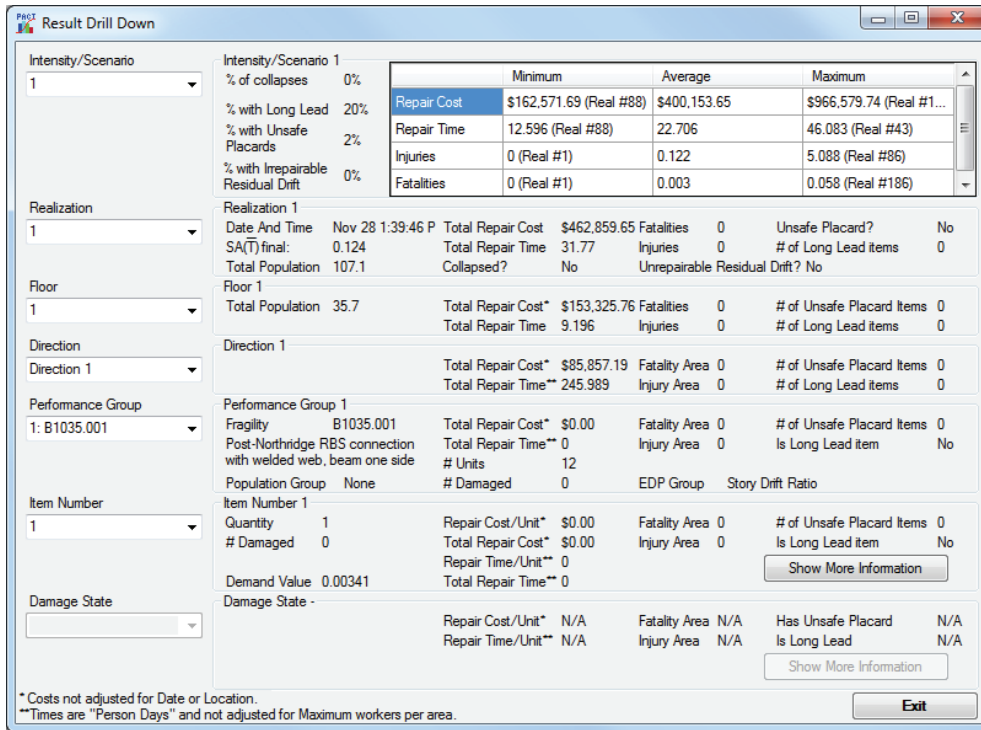 PACT Result Drill Down
Intensity/Scenario
1
Intensity/Scenario 1
% of collapses 0%
% with Long Lead 20%
% with Unsafe
Placards 2%
% with Irrepairable
Residual Drift 0%
Minimum Average Maximum
Repair Cost $162,571.69 (Real #88) $400,153.65 $966,579.74 (Real #1...
Repair Time 12.596 (Real #88) 22.706 46.083 (Real #43)
Injuries 0 (Real #1) 0.122 5.088 (Real #86)
Fatalities 0 (Real #1) 0.003 0.058 (Real #186)
Realization
1
Realization 1
Date And Time Nov 28 1:39:46 P Total Repair Cost $462,859.65 Fatalities 0 Unsafe Placard? No
SA(T̅) final: 0.124 Total Repair Time 31.77 Injuries 0 # of Long Lead items 0
Total Population 107.1 Collapsed? No Unrepairable Residual Drift? No
Floor
1
Floor 1
Total Population 35.7 Total Repair Cost* $153,325.76 Fatalities 0 # of Unsafe Placard Items 0
Total Repair Time 9.196 Injuries 0 # of Long Lead items 0
Direction
Direction 1
Direction 1
Total Repair Cost* $85,857.19 Fatality Area 0 # of Unsafe Placard Items 0
Total Repair Time** 245.989 Injury Area 0 # of Long Lead items 0
Performance Group
1: B1035.001
Performance Group 1
Fragility B1035.001 Total Repair Cost* $0.00 Fatality Area 0 # of Unsafe Placard Items 0
Post-Northridge RBS connection Total Repair Time** 0 Injury Area 0 Is Long Lead item No
with welded web, beam one side # Units 12
Population Group None # Damaged 0 EDP Group Story Drift Ratio
Item Number
1
Item Number 1
Quantity 1 Repair Cost/Unit* $0.00 Fatality Area 0 # of Unsafe Placard Items 0
# Damaged 0 Total Repair Cost* $0.00 Injury Area 0 Is Long Lead item No
Repair Time/Unit** 0 Show More Information
Demand Value 0.00341 Total Repair Time** 0
Damage State
Damage State -
Repair Cost/Unit* N/A Fatality Area N/A Has Unsafe Placard N/A
Repair Time/Unit** N/A Injury Area N/A Is Long Lead N/A
Show More Information
* Costs not adjusted for Date or Location.
**Times are "Person Days" and not adjusted for Maximum workers per area.
Exit